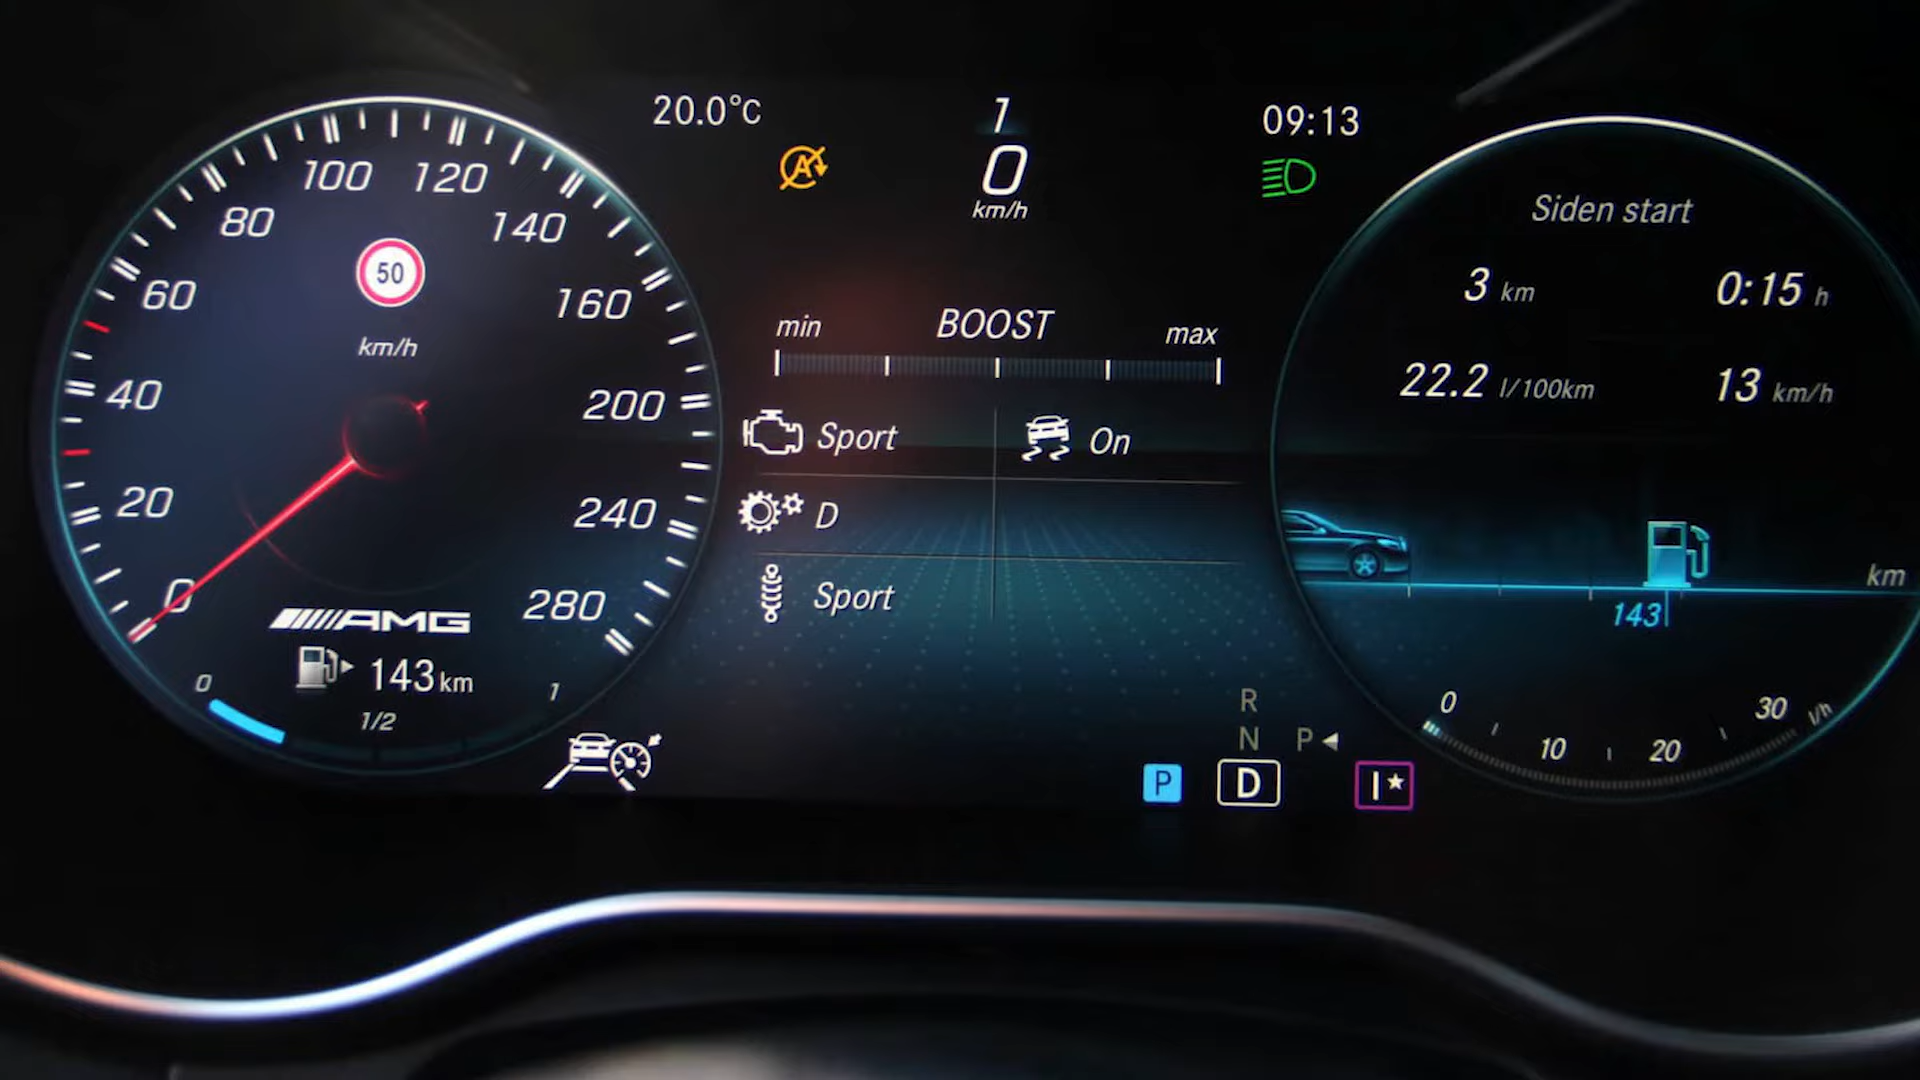 20.0°C
1
09:13
0
km/h
0
20
40
60
80
100
120
140
160
200
240
280
50
km/h
AMG
143 km
0
1/2
1
min BOOST max
Sport
On
D
Sport
R
N P
P D I
Siden start
3 km 0:15 h
22.2 l/100km 13 km/h
km
143
0 10 20 30 l/h